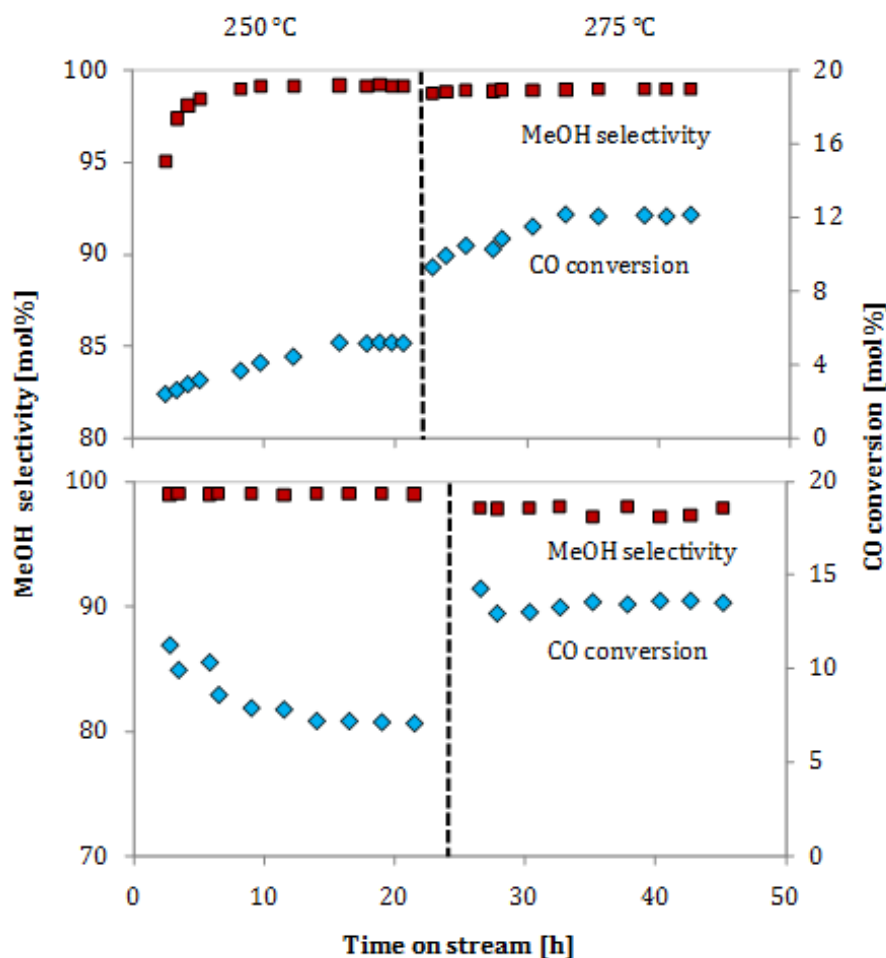 250 °C
275 °C
100
95
90
85
80
20
16
12
8
4
0
MeOH selectivity
CO conversion
MeOH selectivity [mol%]
CO conversion [mol%]
100
90
80
70
20
15
10
5
0
MeOH selectivity
CO conversion
0 10 20 30 40 50
Time on stream [h]